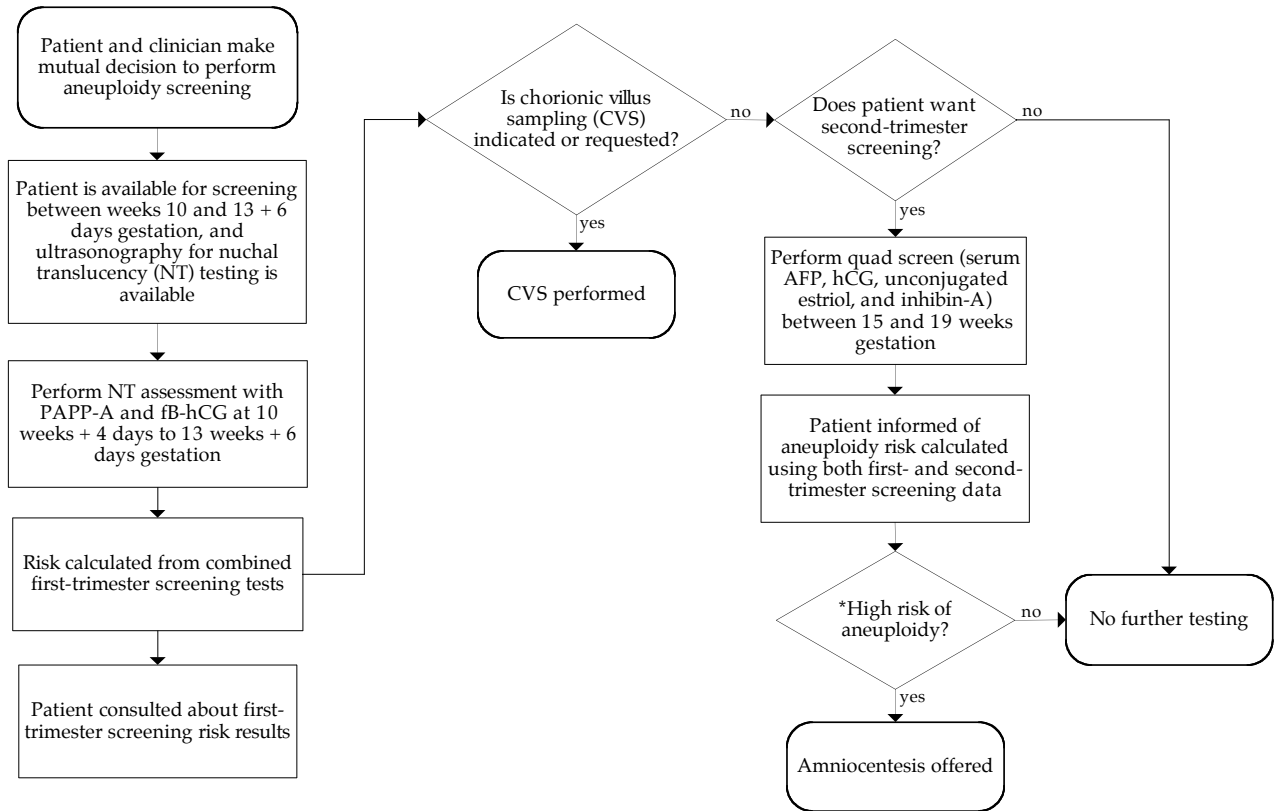 Patient and clinician make
mutual decision to perform
aneuploidy screening
Patient is available for screening
between weeks 10 and 13 + 6
days gestation, and
ultrasonography for nuchal
translucency (NT) testing is
available
Perform NT assessment with
PAPP-A and fB-hCG at 10
weeks + 4 days to 13 weeks + 6
days gestation
Risk calculated from combined
first-trimester screening tests
Patient consulted about first-
trimester screening risk results
Is chorionic villus
sampling (CVS)
indicated or requested?
no
yes
CVS performed
Does patient want
second-trimester
screening?
no
yes
Perform quad screen (serum
AFP, hCG, unconjugated
estriol, and inhibin-A)
between 15 and 19 weeks
gestation
Patient informed of
aneuploidy risk calculated
using both first- and second-
trimester screening data
*High risk of
aneuploidy?
no
yes
No further testing
Amniocentesis offered